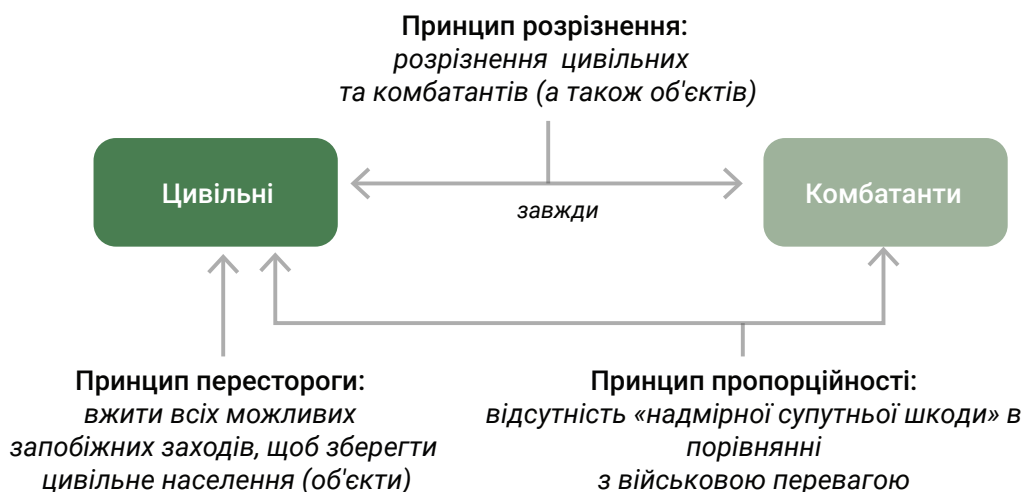 Принцип розрізнення:
розрізнення цивільних
та комбатантів (а також об'єктів)
Цивільні
завжди
Комбатанти
Принцип перестороги:
вжити всіх можливих
запобіжних заходів, щоб зберегти
цивільне населення (об'єкти)
Принцип пропорційності:
відсутність «надмірної супутньої шкоди» в
порівнянні
з військовою перевагою